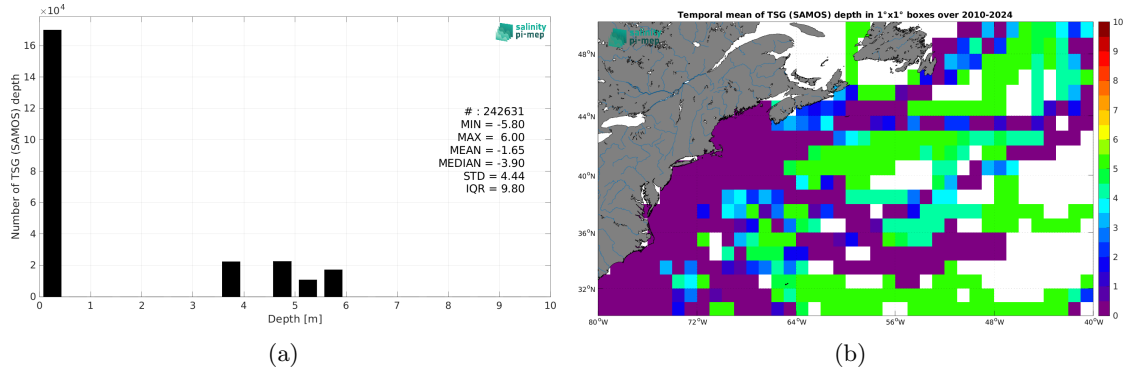 ×10⁴
salinity
pi-mep
16
14
12
10
8
6
4
2
0
Number of TSG (SAMOS) depth
# : 242631
MIN = -5.80
MAX = 6.00
MEAN = -1.65
MEDIAN = -3.90
STD = 4.44
IQR = 9.80
0 1 2 3 4 5 6 7 8 9 10
Depth [m]
(a)
Temporal mean of TSG (SAMOS) depth in 1°x1° boxes over 2010-2024
salinity
pi-mep
48°N
44°N
40°N
36°N
32°N
80°W 72°W 64°W 56°W 48°W 40°W
10
9
8
7
6
5
4
3
2
1
0
(b)